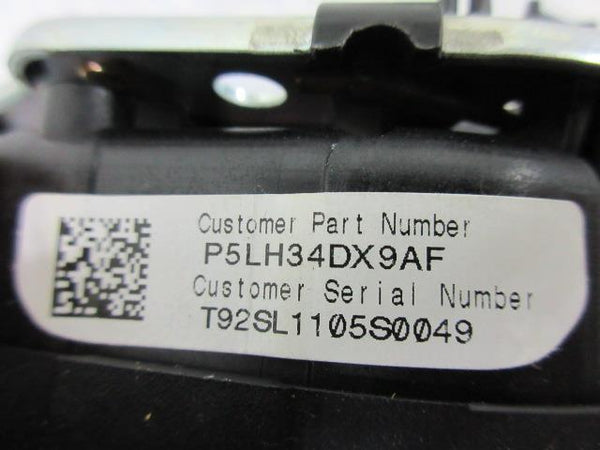 Customer Part Number
P5LH34DX9AF
Customer Serial Number
T92SL1105S0049